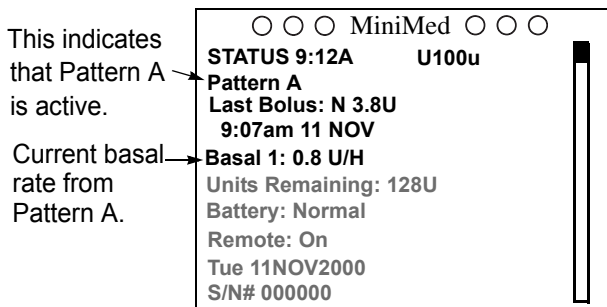 This indicates
that Pattern A
is active.
Current basal
rate from
Pattern A.
MiniMed
STATUS 9:12A U100u
Pattern A
Last Bolus: N 3.8U
9:07am 11 NOV
Basal 1: 0.8 U/H
Units Remaining: 128U
Battery: Normal
Remote: On
Tue 11NOV2000
S/N# 000000